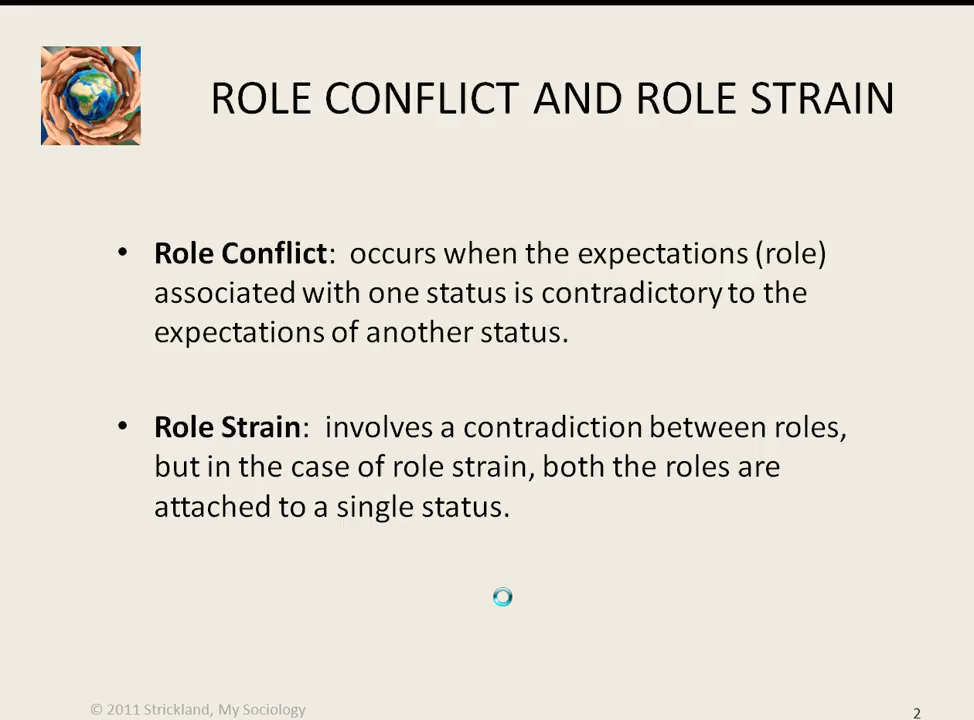 ROLE CONFLICT AND ROLE STRAIN
• Role Conflict: occurs when the expectations (role)
associated with one status is contradictory to the
expectations of another status.
• Role Strain: involves a contradiction between roles,
but in the case of role strain, both the roles are
attached to a single status.
© 2011 Strickland, My Sociology
2